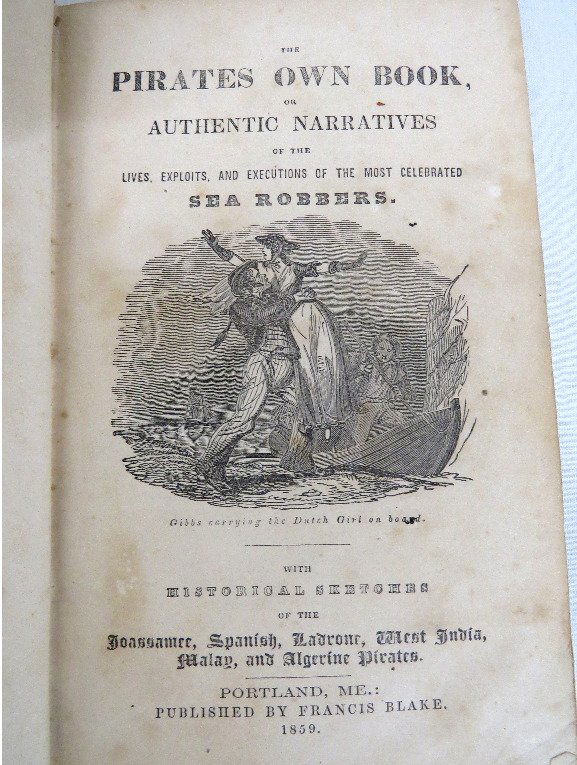 THE
PIRATES OWN BOOK,
OR
AUTHENTIC NARRATIVES
OF THE
LIVES, EXPLOITS, AND EXECUTIONS OF THE MOST CELEBRATED
SEA ROBBERS.
Gibbs carrying the Dutch Girl on board.
WITH
HISTORICAL SKETCHES
OF THE
Joassamee, Spanish, Ladrone, West India,
Malay, and Algerine Pirates.
PORTLAND, ME.:
PUBLISHED BY FRANCIS BLAKE.
1859.